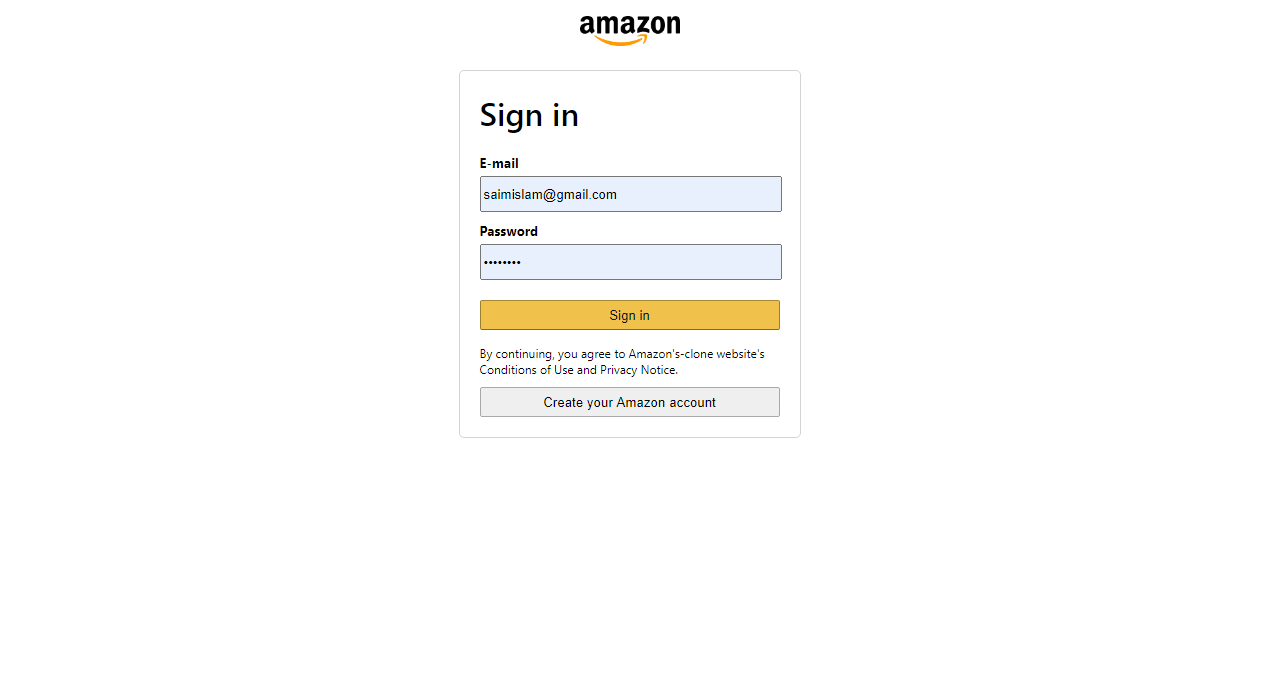 amazon
Sign in
E-mail
saimislam@gmail.com
Password
••••••••
Sign in
By continuing, you agree to Amazon's-clone website's
Conditions of Use and Privacy Notice.
Create your Amazon account